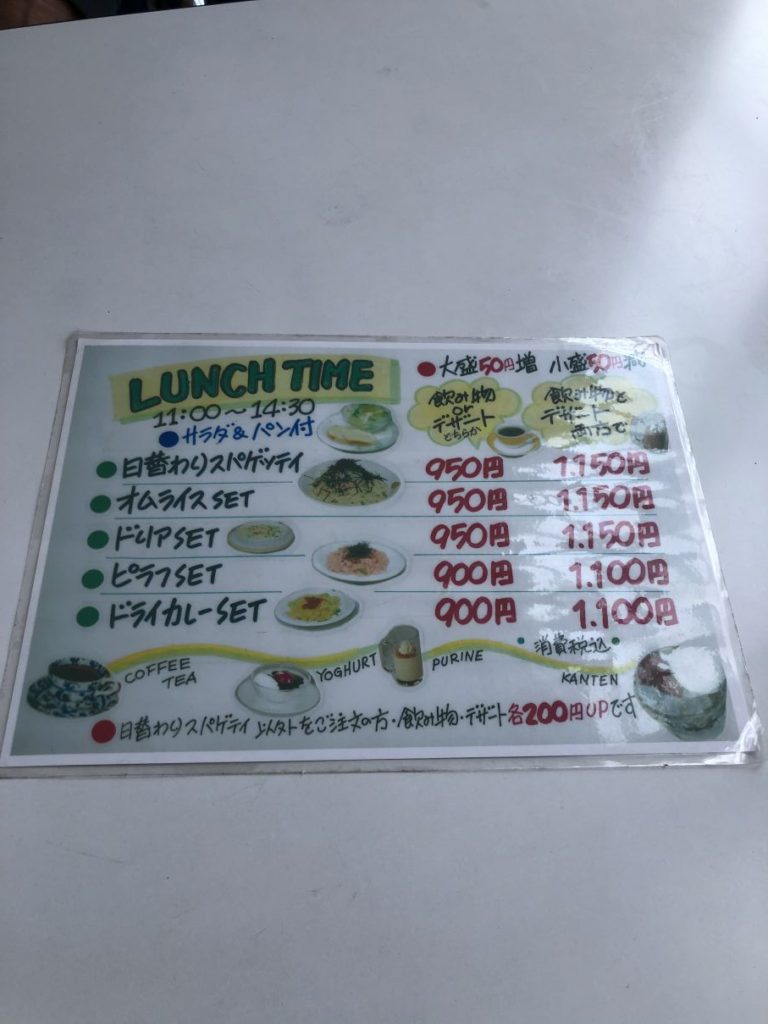 LUNCH TIME
11:00～14:30
●サラダ&パン付
●大盛50円増 小盛50円減
飲み物
or
デザート
どちらか
飲み物と
デザート
両方で
●日替わりスパゲッティ 950円 1.150円
●オムライスSET 950円 1.150円
●ドリアSET 950円 1.150円
●ピラフSET 900円 1.100円
●ドライカレーSET 900円 1.100円
・消費税込・
COFFEE
TEA
YOGHURT
PURINE
KANTEN
●日替わりスパゲティ 以外をご注文の方・飲み物・デザート各200円UPです